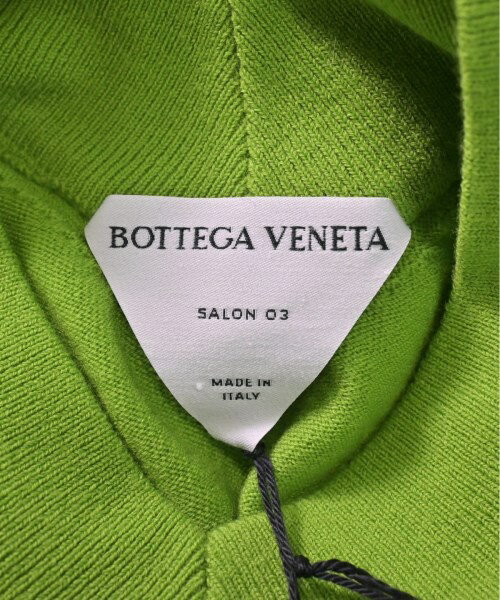 BOTTEGA VENETA
SALON 03
MADE IN
ITALY